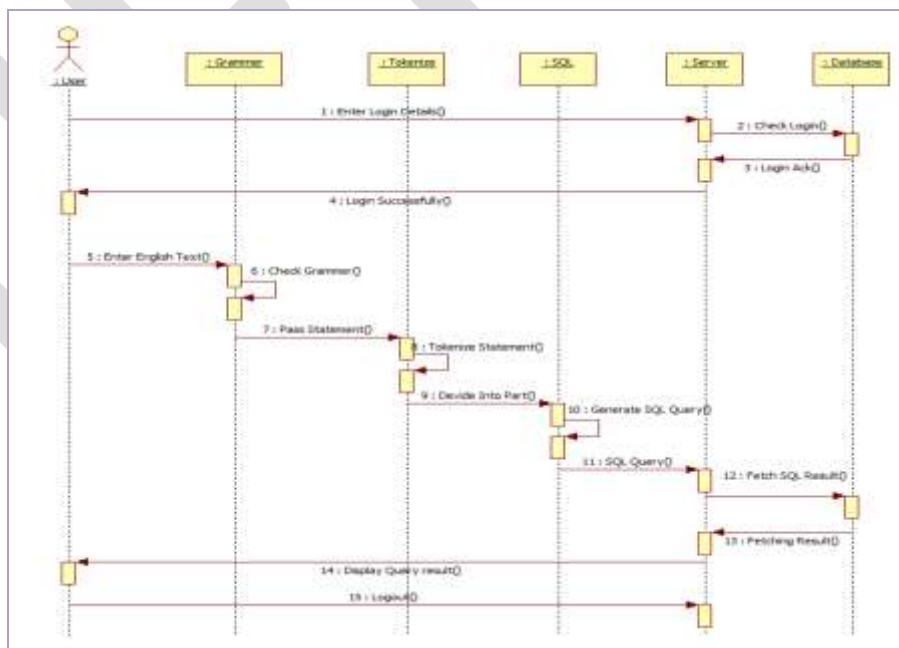 : User
: Grammer
: Tokenize
: SQL
: Server
: Database
1 : Enter Login Details()
2 : Check Login()
3 : Login Ack()
4 : Login Successfully()
5 : Enter English Text()
6 : Check Grammer()
7 : Pass Statement()
8 : Tokenize Statement()
9 : Devide Into Part()
10 : Generate SQL Query()
11 : SQL Query()
12 : Fetch SQL Result()
13 : Fetching Result()
14 : Display Query result()
15 : Logout()